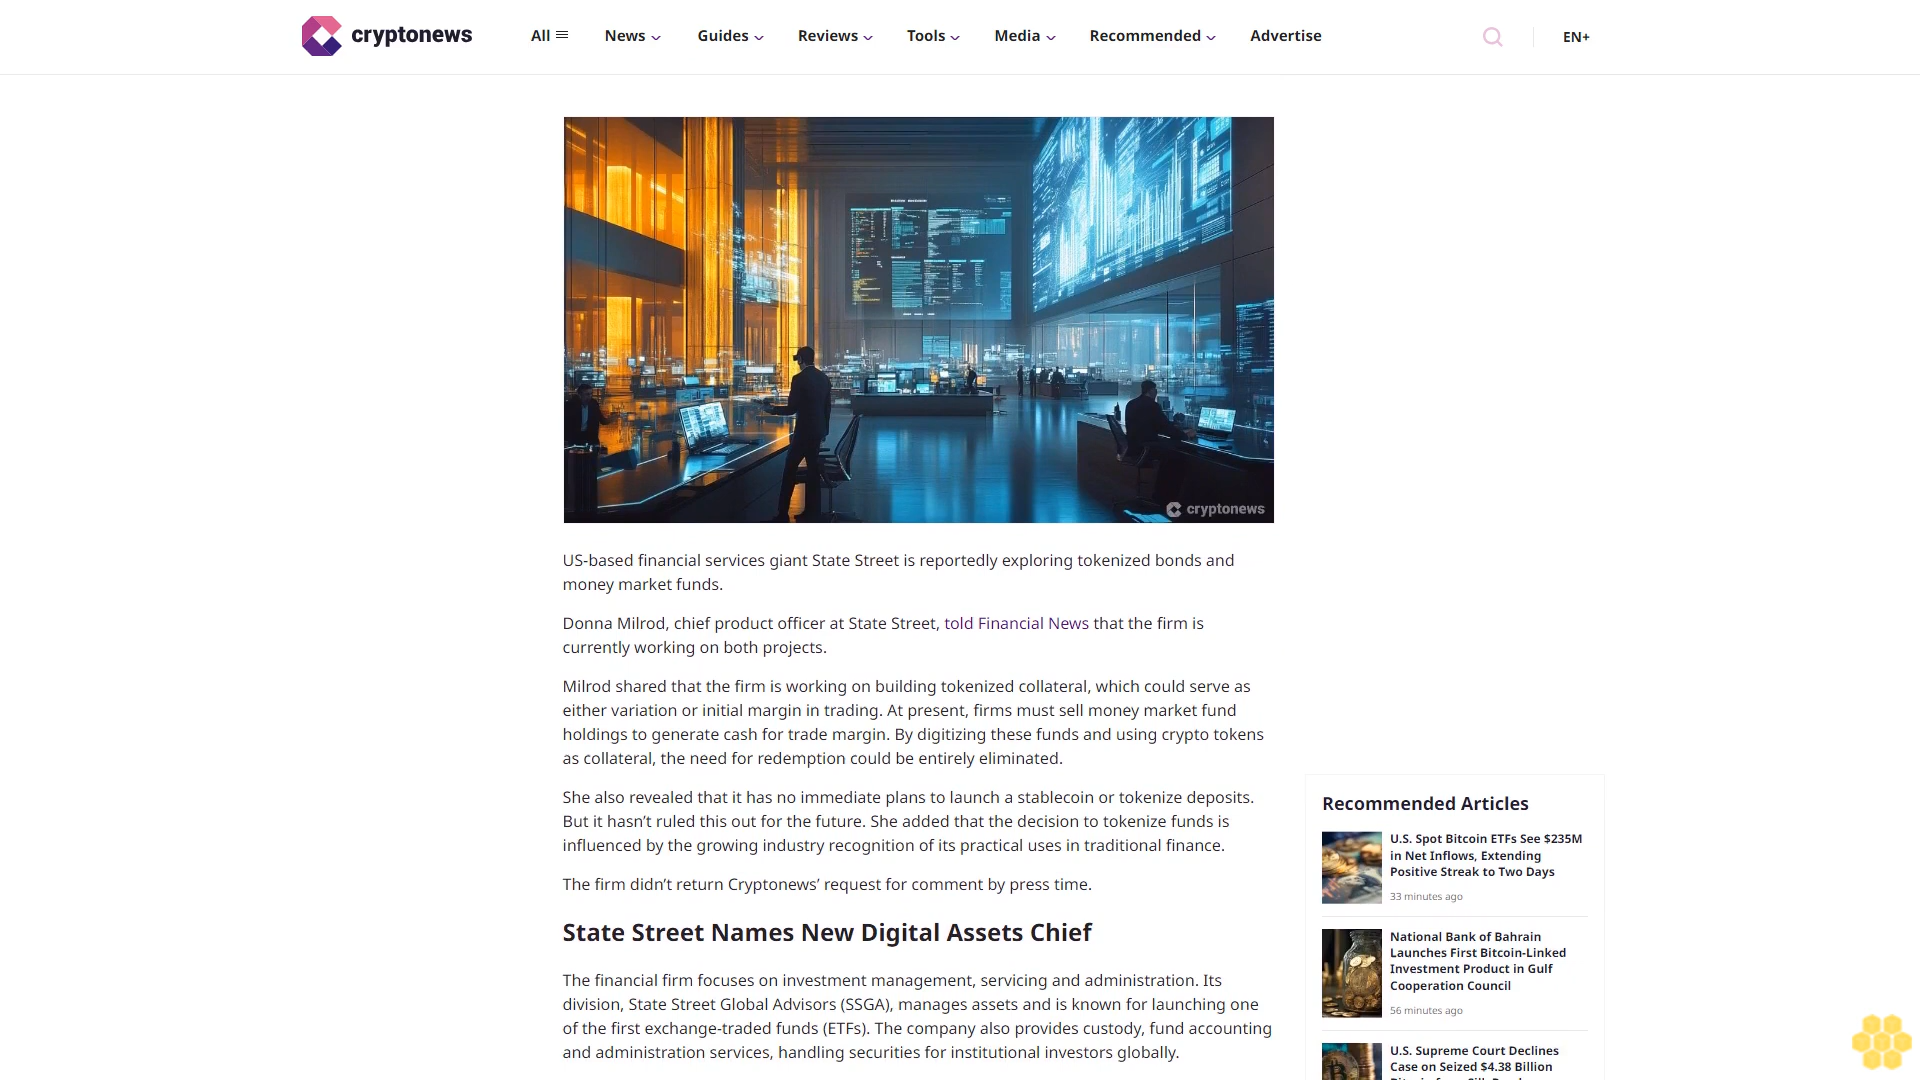 cryptonews
All
News
Guides
Reviews
Tools
Media
Recommended
Advertise
EN+
cryptonews
US-based financial services giant State Street is reportedly exploring tokenized bonds and
money market funds.
Donna Milrod, chief product officer at State Street, told Financial News that the firm is
currently working on both projects.
Milrod shared that the firm is working on building tokenized collateral, which could serve as
either variation or initial margin in trading. At present, firms must sell money market fund
holdings to generate cash for trade margin. By digitizing these funds and using crypto tokens
as collateral, the need for redemption could be entirely eliminated.
She also revealed that it has no immediate plans to launch a stablecoin or tokenize deposits.
But it hasn’t ruled this out for the future. She added that the decision to tokenize funds is
influenced by the growing industry recognition of its practical uses in traditional finance.
The firm didn’t return Cryptonews’ request for comment by press time.
State Street Names New Digital Assets Chief
The financial firm focuses on investment management, servicing and administration. Its
division, State Street Global Advisors (SSGA), manages assets and is known for launching one
of the first exchange-traded funds (ETFs). The company also provides custody, fund accounting
and administration services, handling securities for institutional investors globally.
Recommended Articles
U.S. Spot Bitcoin ETFs See $235M
in Net Inflows, Extending
Positive Streak to Two Days
33 minutes ago
National Bank of Bahrain
Launches First Bitcoin-Linked
Investment Product in Gulf
Cooperation Council
56 minutes ago
U.S. Supreme Court Declines
Case on Seized $4.38 Billion